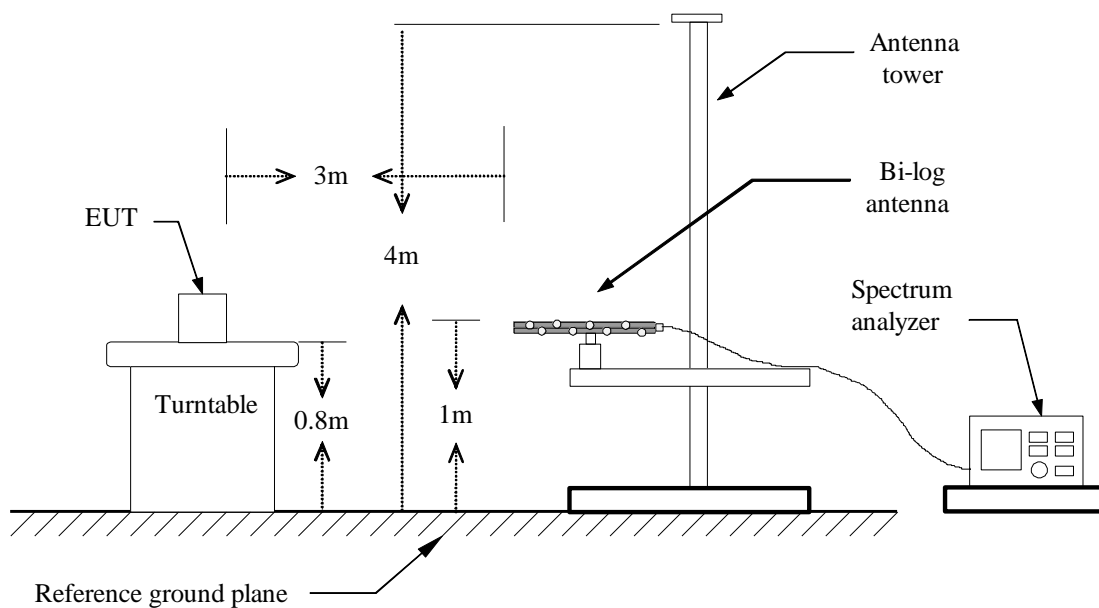 Antenna
tower
3m
Bi-log
antenna
EUT
4m
Spectrum
analyzer
Turntable
0.8m
1m
Reference ground plane